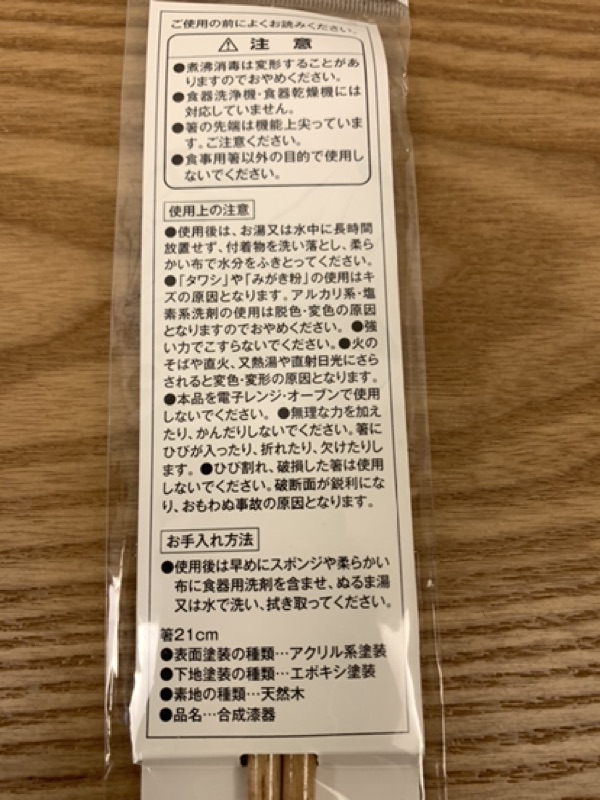 ご使用の前によくお読みください。
⚠注意
●煮沸消毒は変形することがあ
りますのでおやめください。
●食器洗浄機・食器乾燥機には
対応していません。
●箸の先端は機能上尖っていま
す。ご注意ください。
●食事用箸以外の目的で使用し
ないでください。
使用上の注意
●使用後は、お湯又は水中に長時間
放置せず、付着物を洗い落とし、柔ら
かい布で水分をふきとってください。
●「タワシ」や「みがき粉」の使用はキ
ズの原因となります。アルカリ系・塩
素系洗剤の使用は脱色・変色の原因
となりますのでおやめください。●強
い力でこすらないでください。●火の
そばや直火、又熱湯や直射日光にさら
されると変色・変形の原因となります。
●本品を電子レンジ・オーブンで使用
しないでください。●無理な力を加え
たり、かんだりしないでください。箸に
ひびが入ったり、折れたり、欠けたりし
ます。●ひび割れ、破損した箸は使用
しないでください。破断面が鋭利にな
り、おもわぬ事故の原因となります。
お手入れ方法
●使用後は早めにスポンジや柔らかい
布に食器用洗剤を含ませ、ぬるま湯
又は水で洗い、拭き取ってください。
箸21cm
●表面塗装の種類…アクリル系塗装
●下地塗装の種類…エポキシ塗装
●素地の種類…天然木
●品名…合成漆器